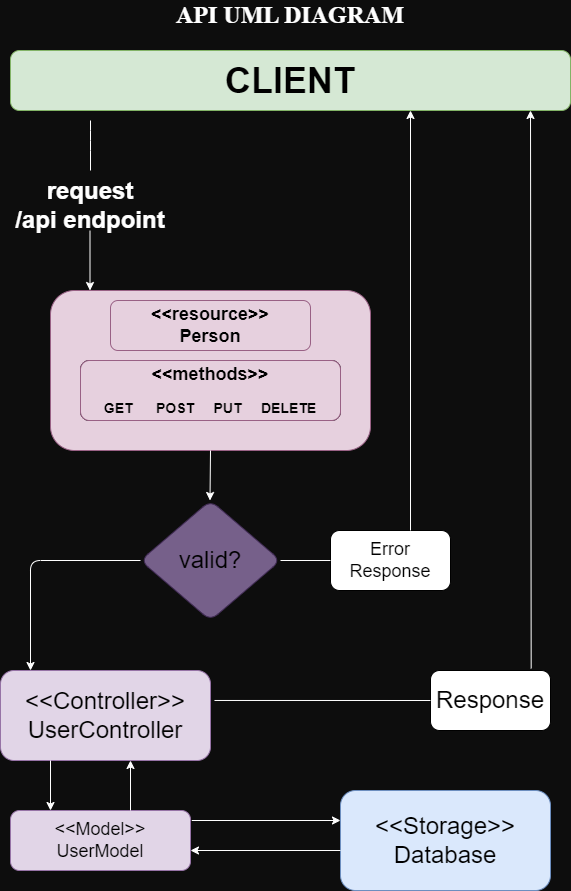 API UML DIAGRAM
CLIENT
request
/api endpoint
<<resource>>
Person
<<methods>>
GET POST PUT DELETE
valid?
Error
Response
<<Controller>>
UserController
Response
<<Model>>
UserModel
<<Storage>>
Database